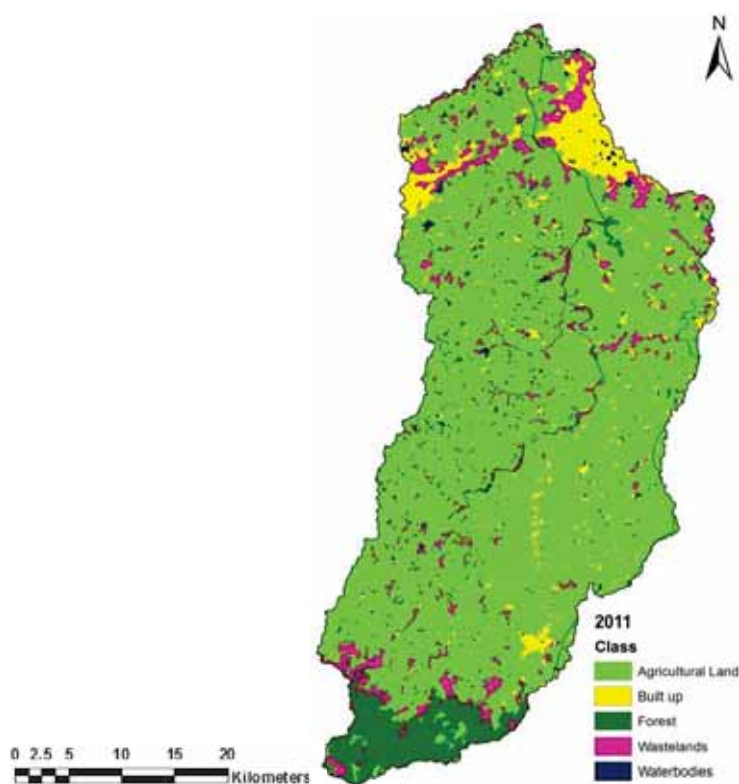 N
2011
Class
Agricultural Land
Built up
Forest
Wastelands
Waterbodies
0 2.5 5 10 15 20
Kilometers